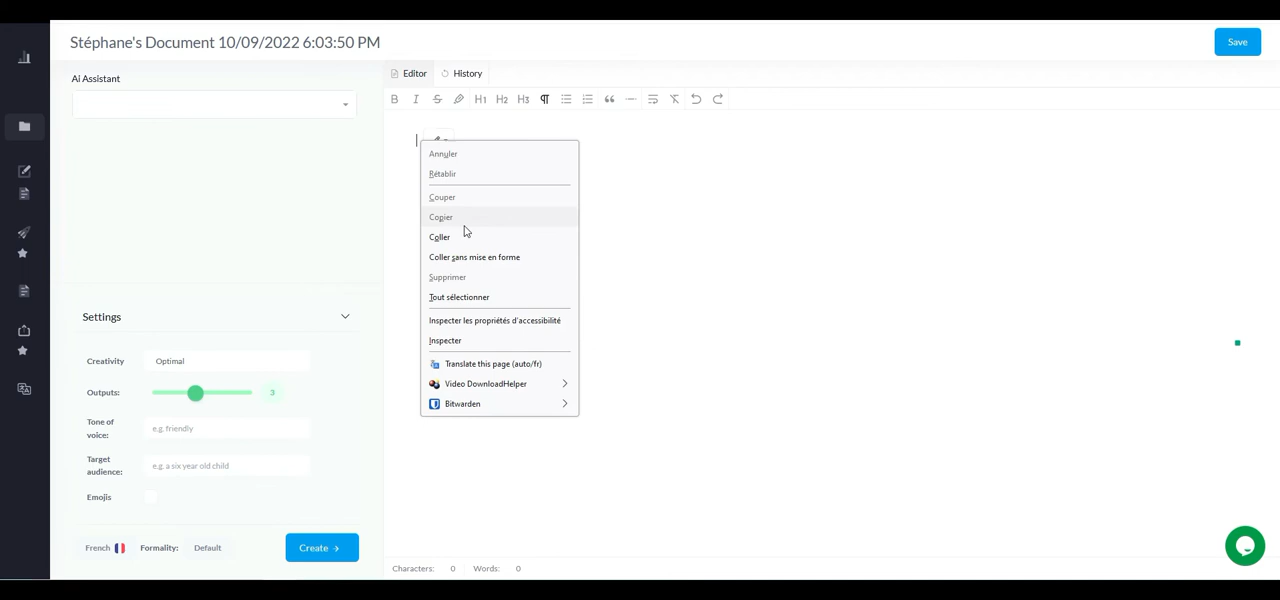 Stéphane's Document 10/09/2022 6:03:50 PM
Save
Ai Assistant
Editor
History
B I S H1 H2 H3
Annuler
Rétablir
Couper
Copier
Coller
Coller sans mise en forme
Supprimer
Tout sélectionner
Inspecter les propriétés d'accessibilité
Inspecter
Translate this page (auto/fr)
Video DownloadHelper
Bitwarden
Settings
Creativity
Optimal
Outputs:
3
Tone of
voice:
e.g. friendly
Target
audience:
e.g. a six year old child
Emojis
French
Formality:
Default
Create →
Characters: 0 Words: 0